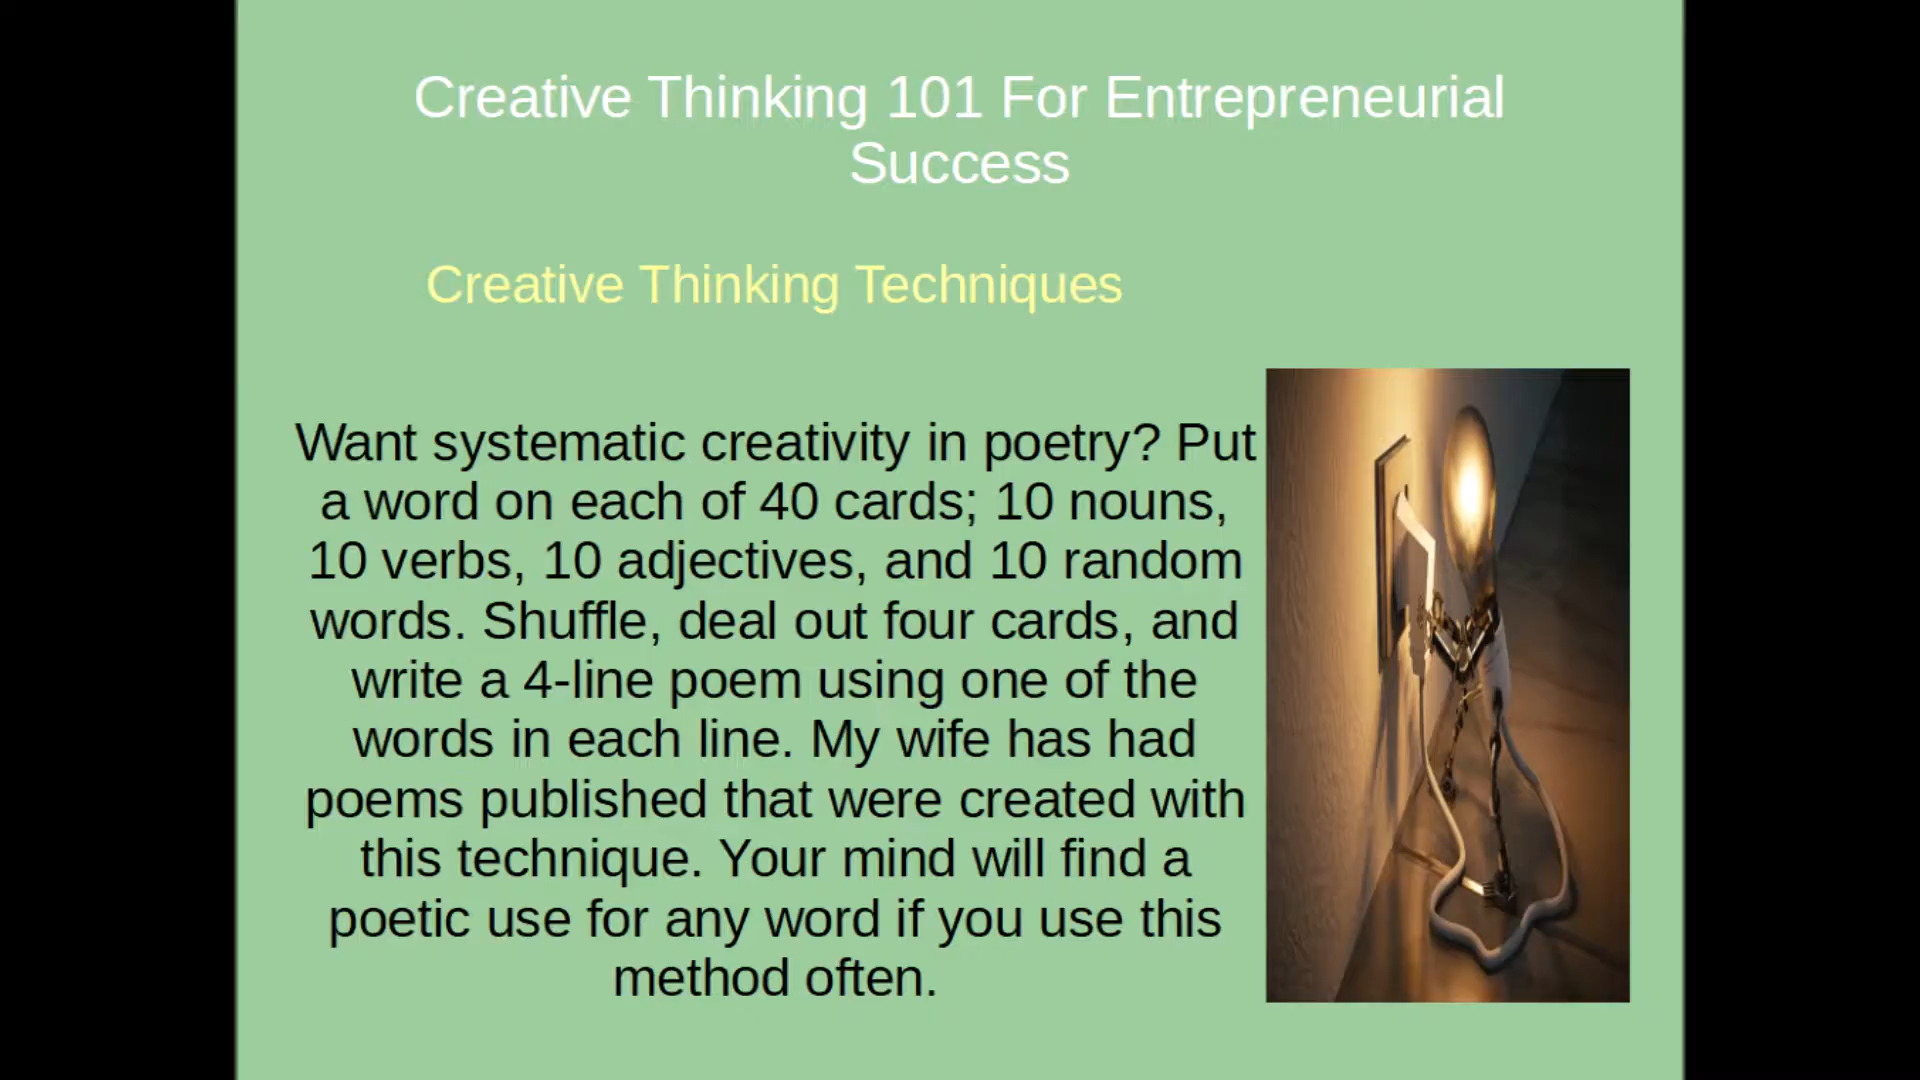 Creative Thinking 101 For Entrepreneurial
Success
Creative Thinking Techniques
Want systematic creativity in poetry? Put
a word on each of 40 cards; 10 nouns,
10 verbs, 10 adjectives, and 10 random
words. Shuffle, deal out four cards, and
write a 4-line poem using one of the
words in each line. My wife has had
poems published that were created with
this technique. Your mind will find a
poetic use for any word if you use this
method often.